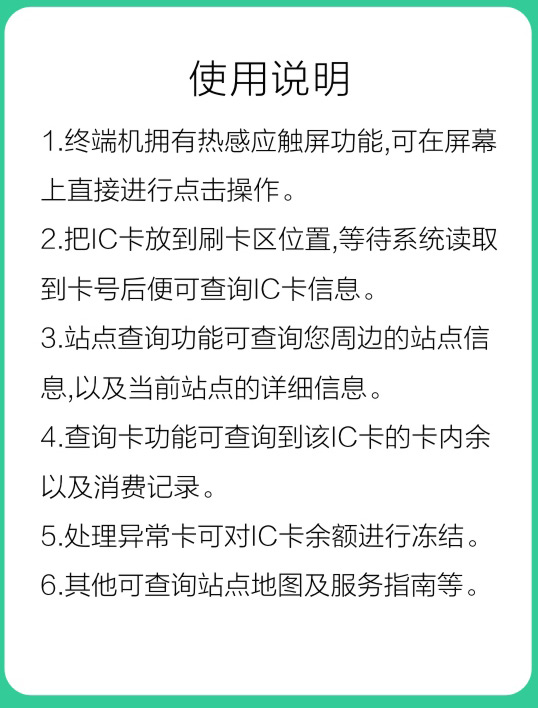 使用说明
1.终端机拥有热感应触屏功能,可在屏幕
上直接进行点击操作。
2.把IC卡放到刷卡区位置,等待系统读取
到卡号后便可查询IC卡信息。
3.站点查询功能可查询您周边的站点信
息,以及当前站点的详细信息。
4.查询卡功能可查询到该IC卡的卡内余
以及消费记录。
5.处理异常卡可对IC卡余额进行冻结。
6.其他可查询站点地图及服务指南等。